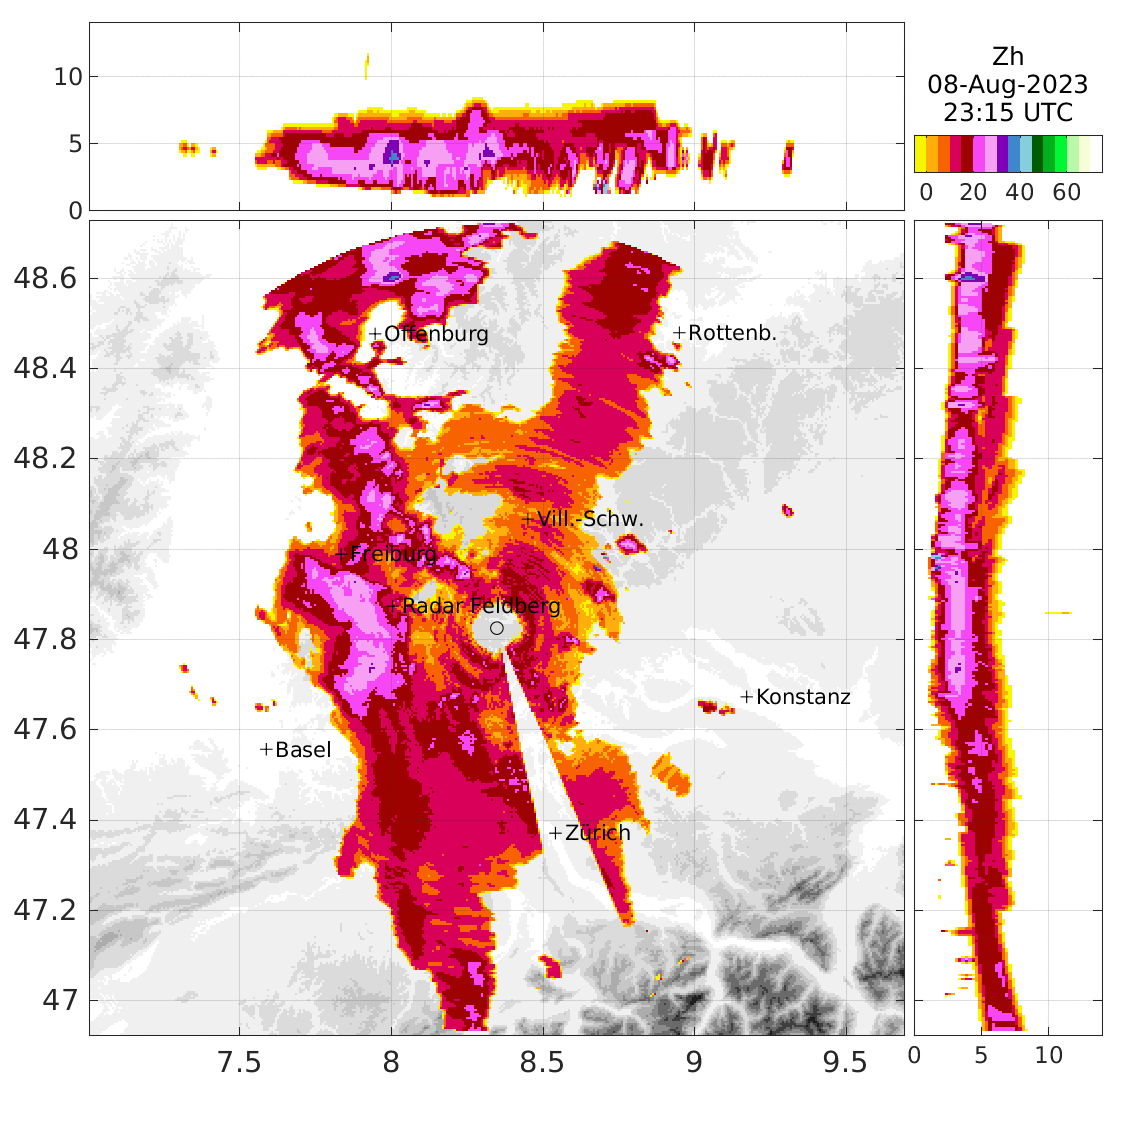 10
5
0
Zh
08-Aug-2023
23:15 UTC
0 20 40 60
48.6
48.4
48.2
48
47.8
47.6
47.4
47.2
47
+Offenburg
+Rottenb.
+Vill.-Schw.
+Freiburg
+Radar Feldberg
+Konstanz
+Basel
+Zürich
7.5 8 8.5 9 9.5
0 5 10